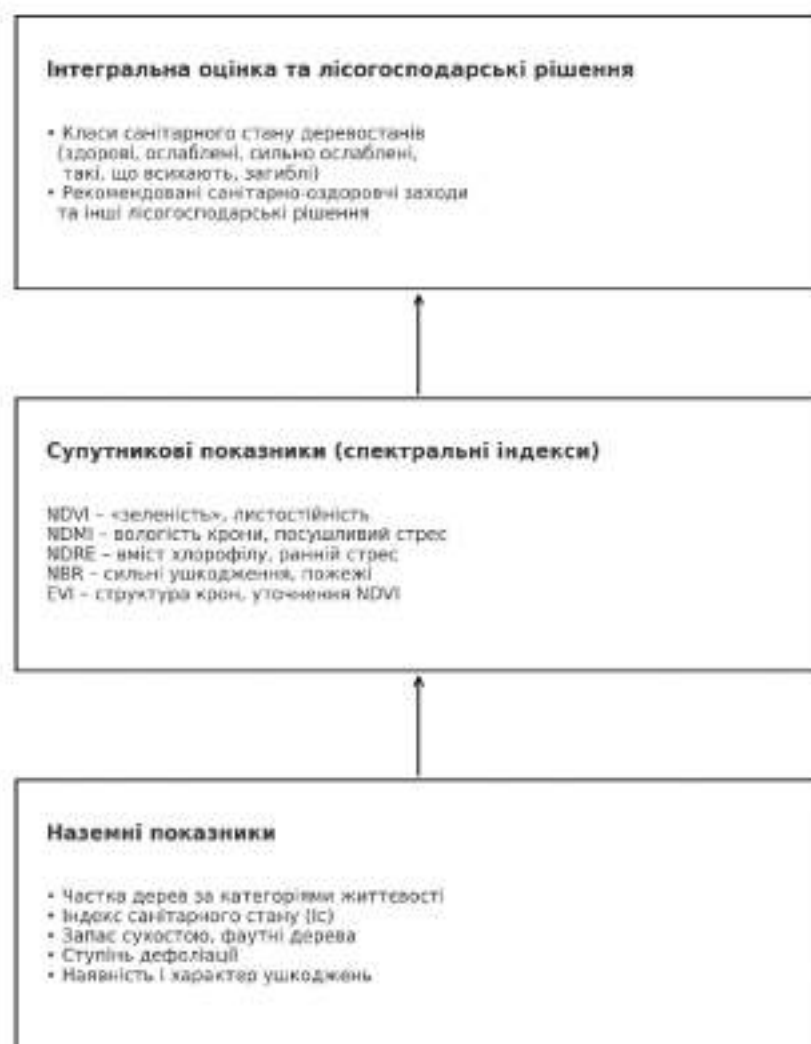 Інтегральна оцінка та лісогосподарські рішення
• Класи санітарного стану деревостанів
(здорові, ослаблені, сильно ослаблені,
такі, що всихають, загиблі)
• Рекомендовані санітарно-оздоровчі заходи
та інші лісогосподарські рішення
Супутникові показники (спектральні індекси)
NDVI – «зеленість», листостійність
NDMI – вологість крони, посушливий стрес
NDRE – вміст хлорофілу, ранній стрес
NBR – сильні ушкодження, пожежі
EVI – структура крон, уточнення NDVI
Наземні показники
• Частка дерев за категоріями життєвості
• Індекс санітарного стану (Іс)
• Запас сухостою, фаутні дерева
• Ступінь дефоліації
• Наявність і характер ушкоджень